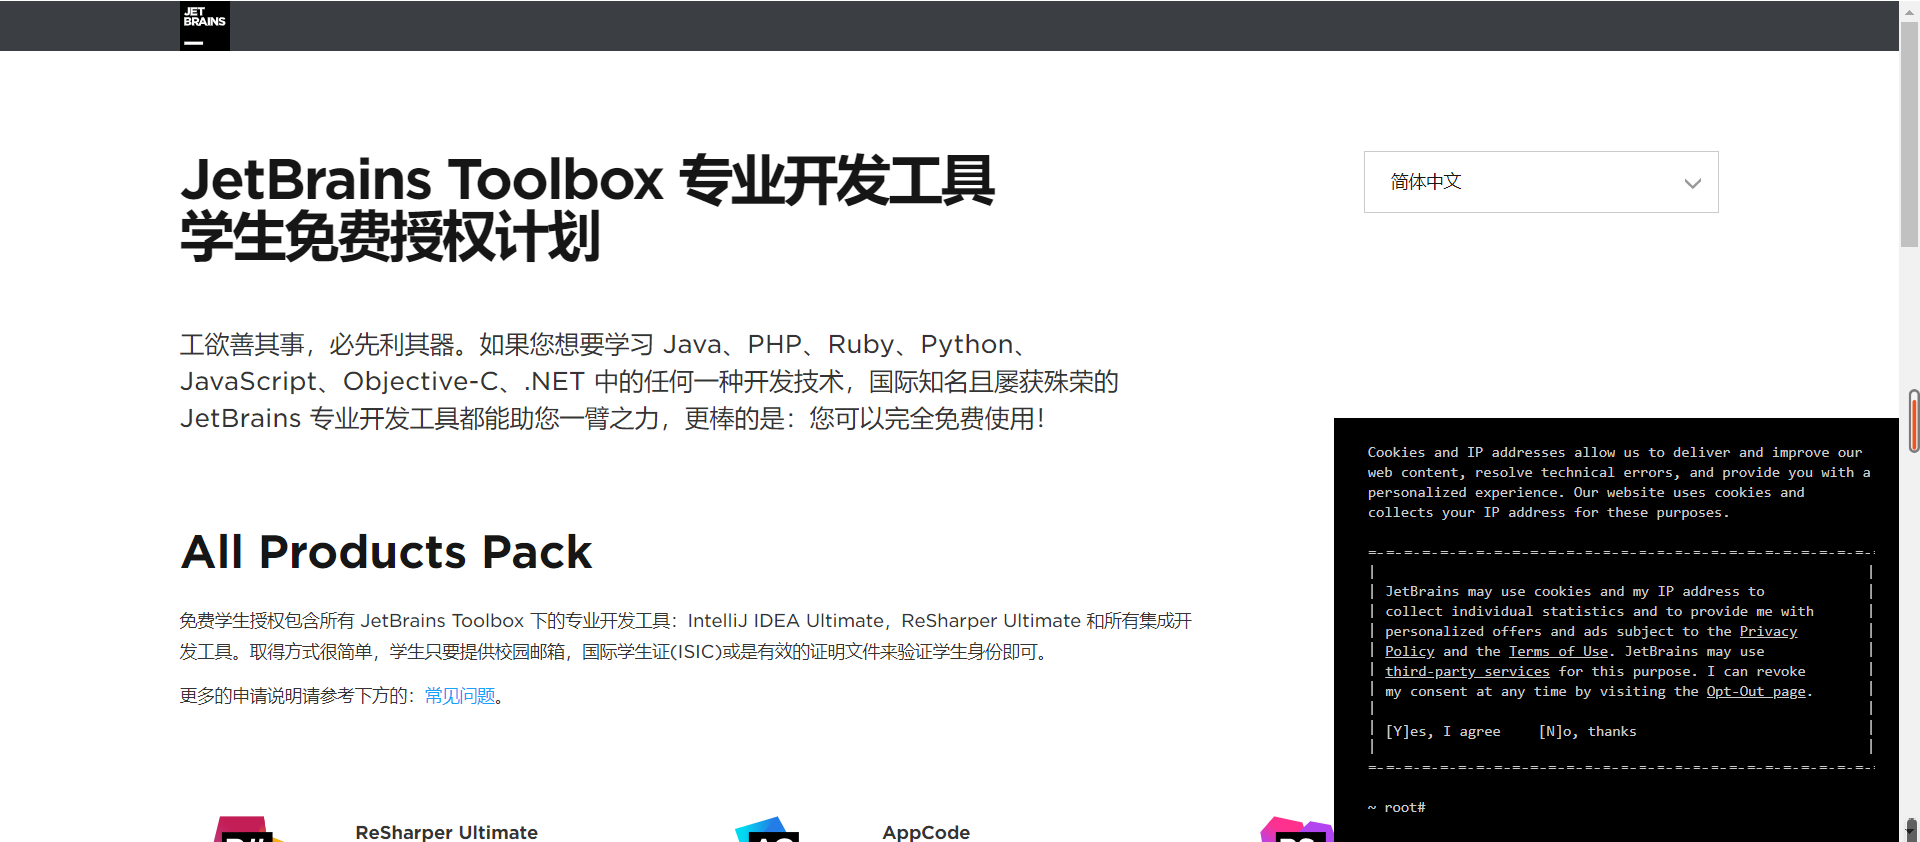 JET
BRAINS
JetBrains Toolbox 专业开发工具
学生免费授权计划
简体中文
工欲善其事，必先利其器。如果您想要学习 Java、PHP、Ruby、Python、
JavaScript、Objective-C、.NET 中的任何一种开发技术，国际知名且屡获殊荣的
JetBrains 专业开发工具都能助您一臂之力，更棒的是：您可以完全免费使用！
All Products Pack
免费学生授权包含所有 JetBrains Toolbox 下的专业开发工具：IntelliJ IDEA Ultimate，ReSharper Ultimate 和所有集成开
发工具。取得方式很简单，学生只要提供校园邮箱，国际学生证(ISIC)或是有效的证明文件来验证学生身份即可。
更多的申请说明请参考下方的：常见问题。
ReSharper Ultimate
AppCode
Cookies and IP addresses allow us to deliver and improve our
web content, resolve technical errors, and provide you with a
personalized experience. Our website uses cookies and
collects your IP address for these purposes.
JetBrains may use cookies and my IP address to
collect individual statistics and to provide me with
personalized offers and ads subject to the Privacy
Policy and the Terms of Use. JetBrains may use
third-party services for this purpose. I can revoke
my consent at any time by visiting the Opt-Out page.
[Y]es, I agree [N]o, thanks
~ root#